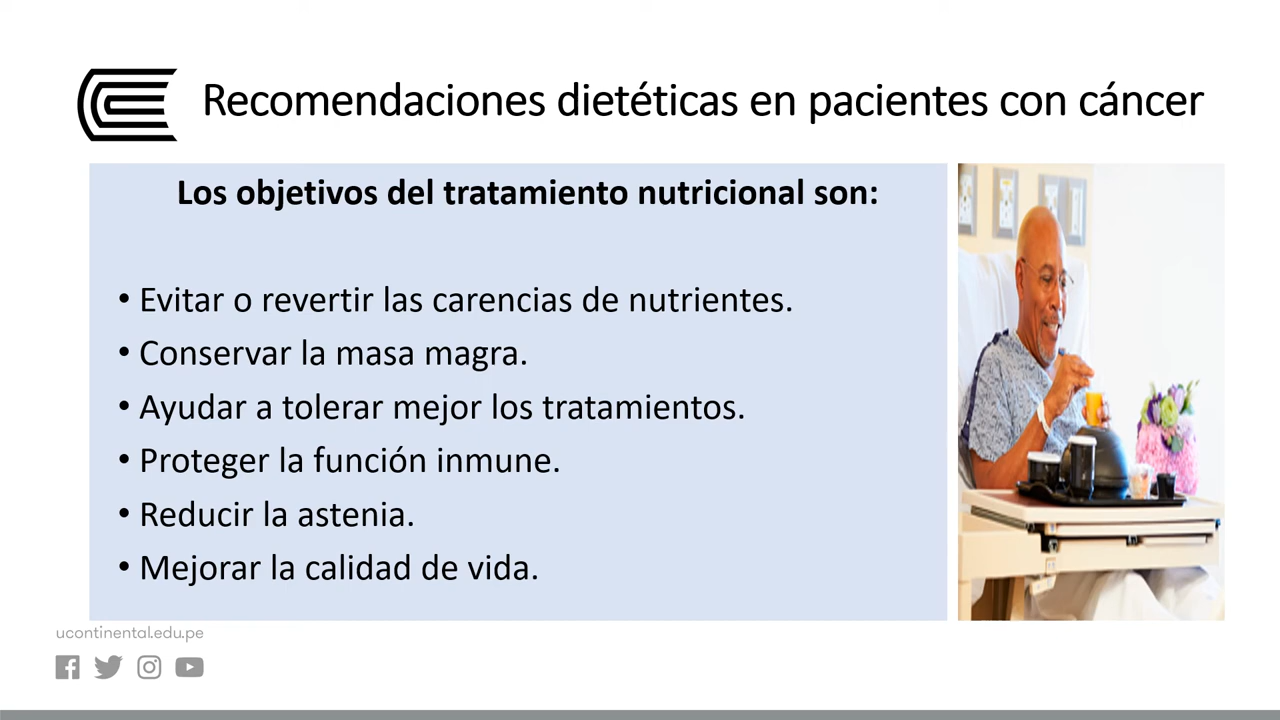 Recomendaciones dietéticas en pacientes con cáncer
Los objetivos del tratamiento nutricional son:
• Evitar o revertir las carencias de nutrientes.
• Conservar la masa magra.
• Ayudar a tolerar mejor los tratamientos.
• Proteger la función inmune.
• Reducir la astenia.
• Mejorar la calidad de vida.
ucontinental.edu.pe